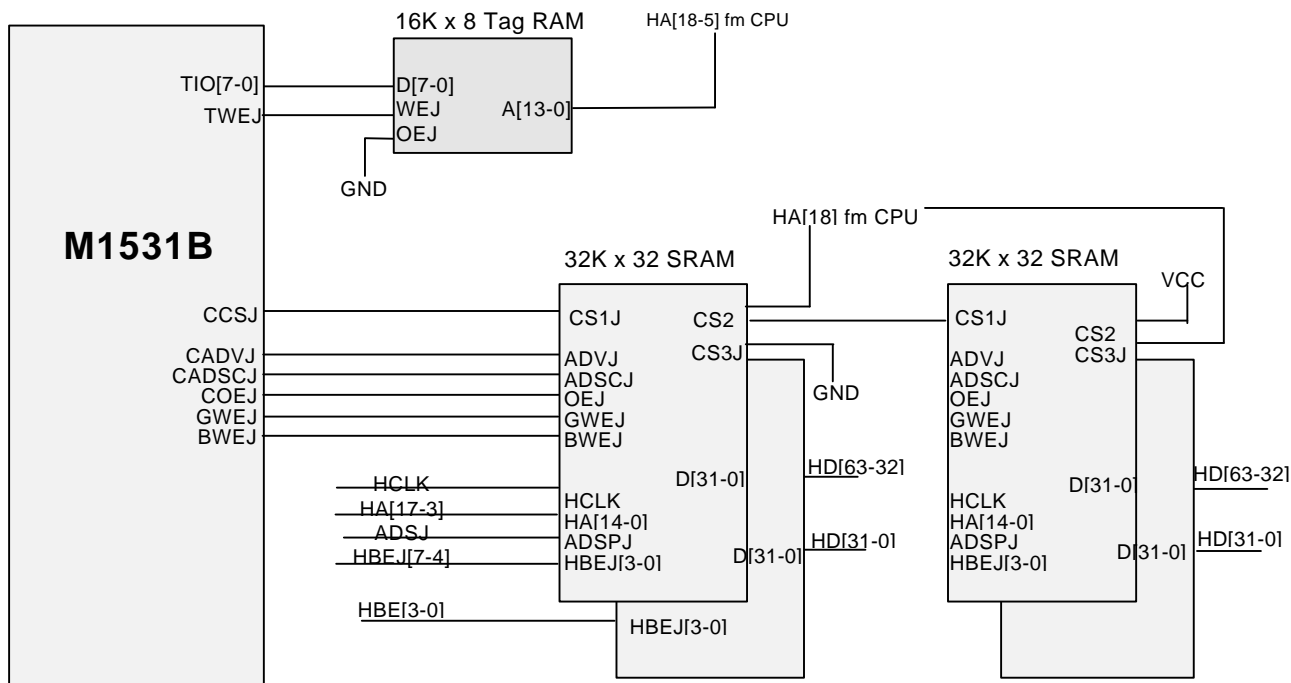 16K x 8 Tag RAM
HA[18-5] fm CPU
TIO[7-0]
TWEJ
D[7-0]
WEJ
OEJ
A[13-0]
GND
M1531B
HA[18] fm CPU
32K x 32 SRAM
32K x 32 SRAM
VCC
CCSJ
CADVJ
CADSCJ
COEJ
GWEJ
BWEJ
CS1J
CS2
CS3J
ADVJ
ADSCJ
OEJ
GWEJ
BWEJ
GND
CS1J
CS2
CS3J
ADVJ
ADSCJ
OEJ
GWEJ
BWEJ
HCLK
HA[17-3]
ADSJ
HBEJ[7-4]
HBE[3-0]
HCLK
HA[14-0]
ADSPJ
HBEJ[3-0]
D[31-0]
HD[63-32]
D[31-0]
HD[31-0]
HBEJ[3-0]
HCLK
HA[14-0]
ADSPJ
HBEJ[3-0]
D[31-0]
HD[63-32]
D[31-0]
HD[31-0]